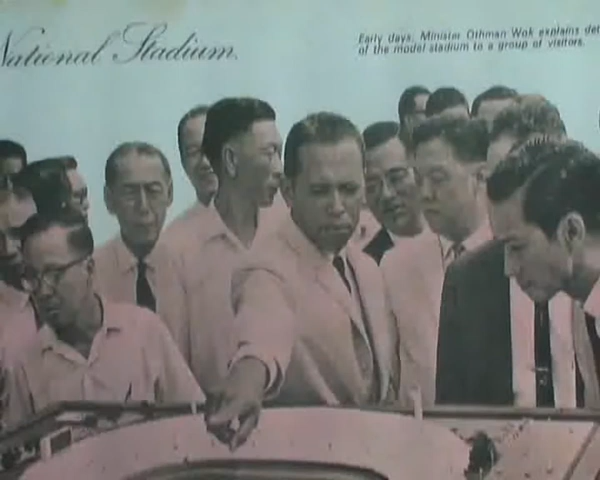 National Stadium.
Early days, Minister Othman Wok explains
of the model stadium to a group of visitors.